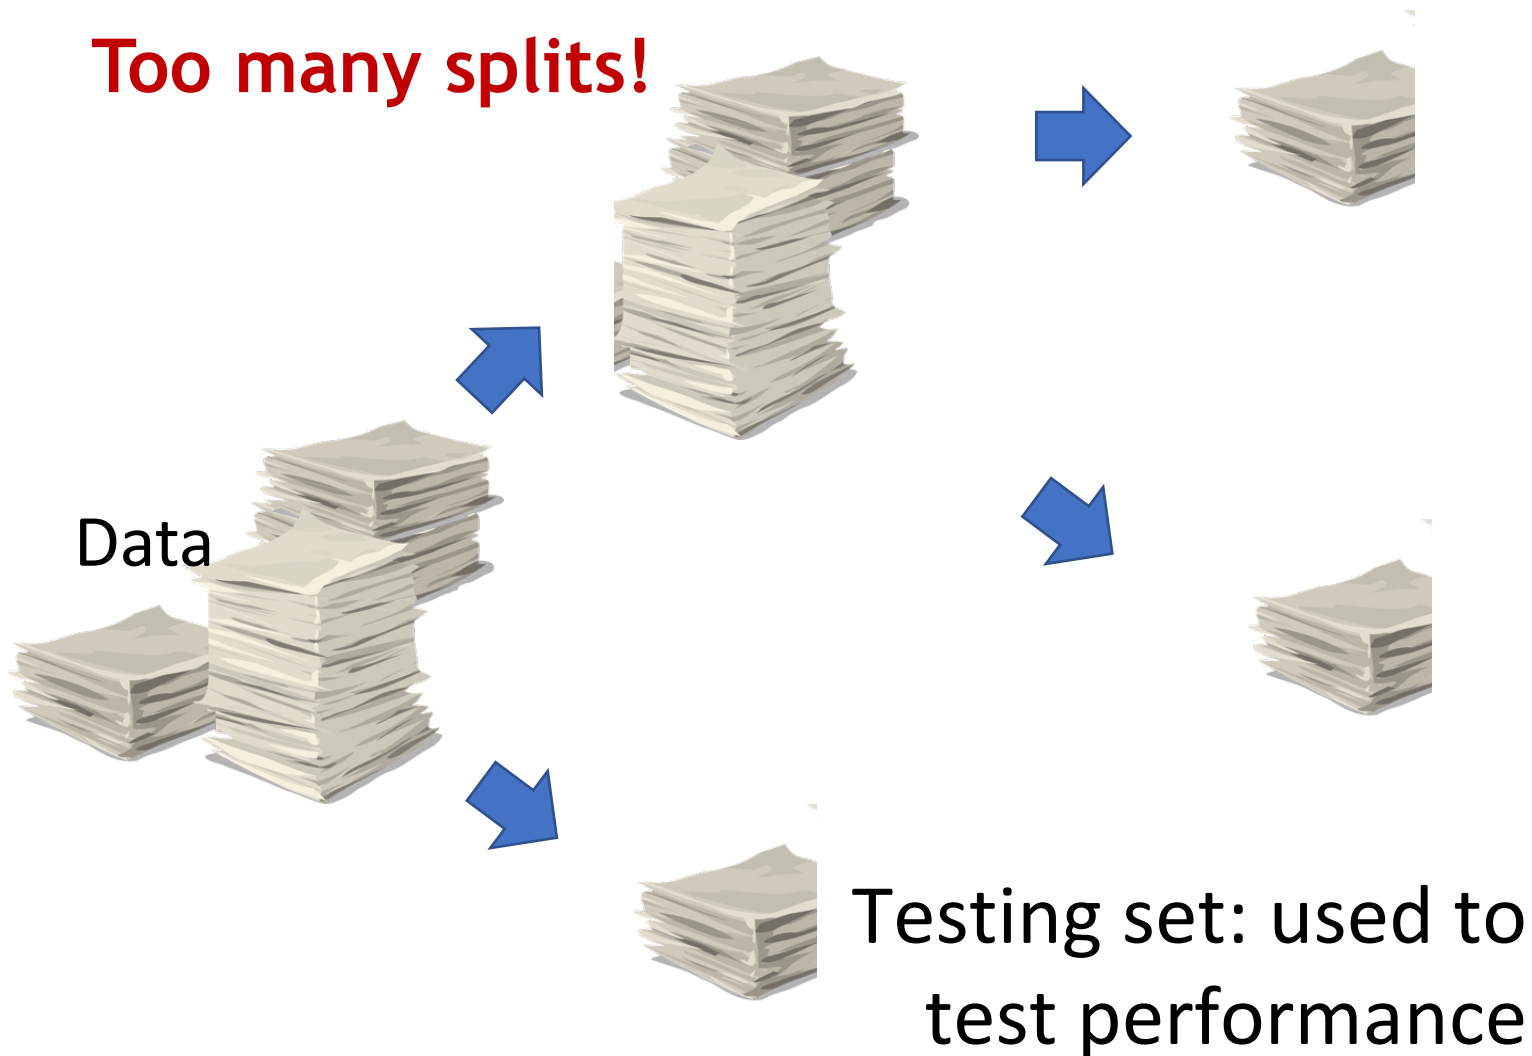 Too many splits!
Data
Testing set: used to
test performance